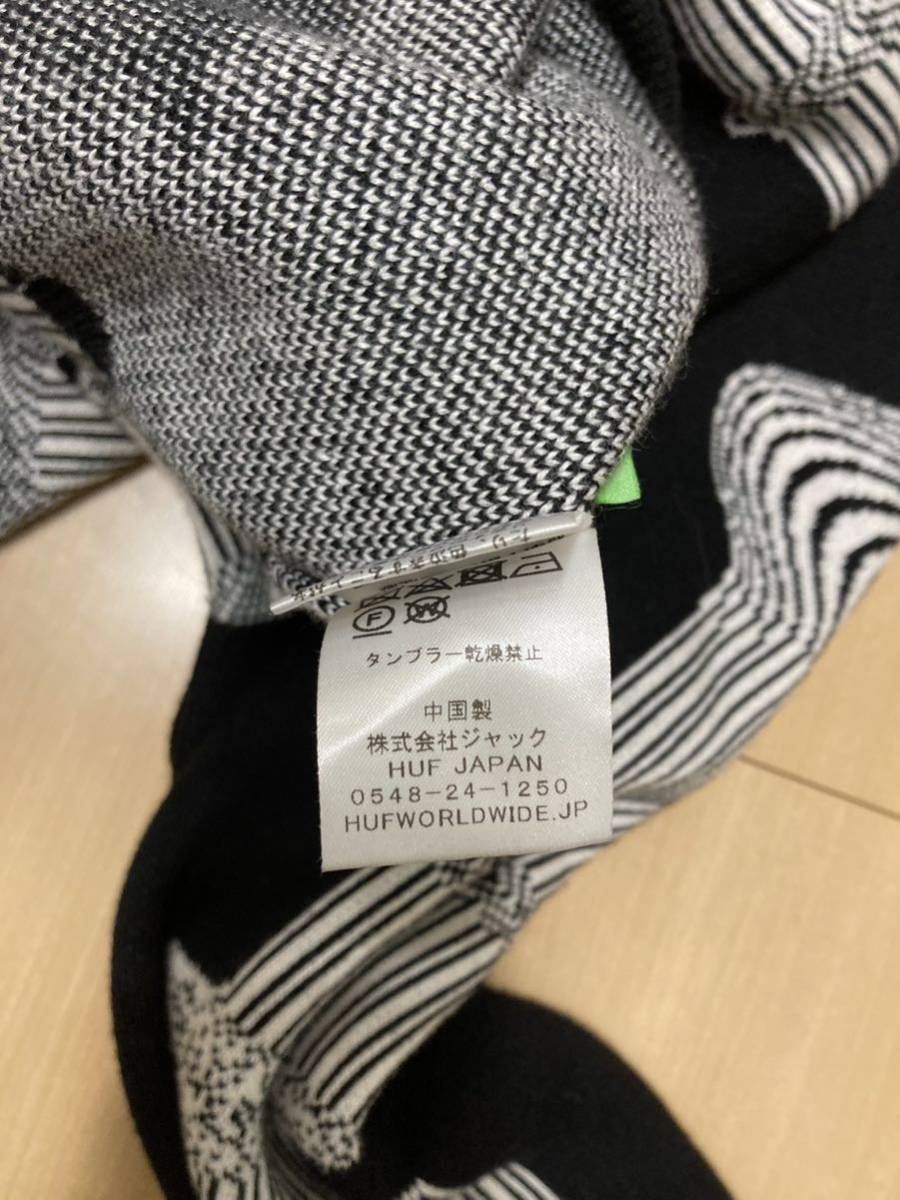 F W
タンブラー乾燥禁止
中国製
株式会社ジャック
HUF JAPAN
0548-24-1250
HUFWORLDWIDE.JP